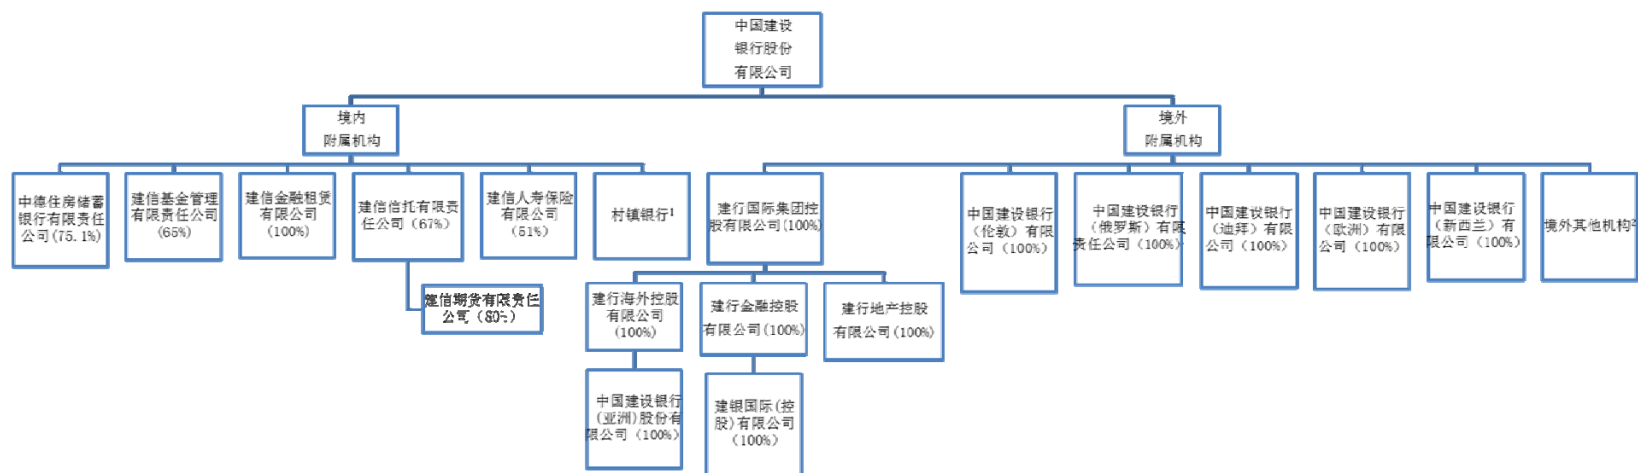 中国建设
银行股份
有限公司
境内
附属机构
境外
附属机构
中德住房储蓄
银行有限责任
公司(75.1%)
建信基金管理
有限责任公司
(65%)
建信金融租赁
有限公司
(100%)
建信信托有限责
任公司（67%）
建信人寿保险
有限公司
(51%)
村镇银行1
建行国际集团控
股有限公司(100%)
中国建设银行
（伦敦）有限
公司（100%）
中国建设银行
（俄罗斯）有限
责任公司（100%）
中国建设银行
（迪拜）有限
公司（100%）
中国建设银行
（欧洲）有限
公司（100%）
中国建设银行
（新西兰）有
限公司（100%）
境外其他机构2
建信期货有限责任
公司（80%）
建行海外控股
有限公司
(100%)
建行金融控股
有限公司(100%)
建行地产控股
有限公司(100%)
中国建设银行
(亚洲)股份有
限公司（100%）
建银国际(控
股)有限公司
（100%）